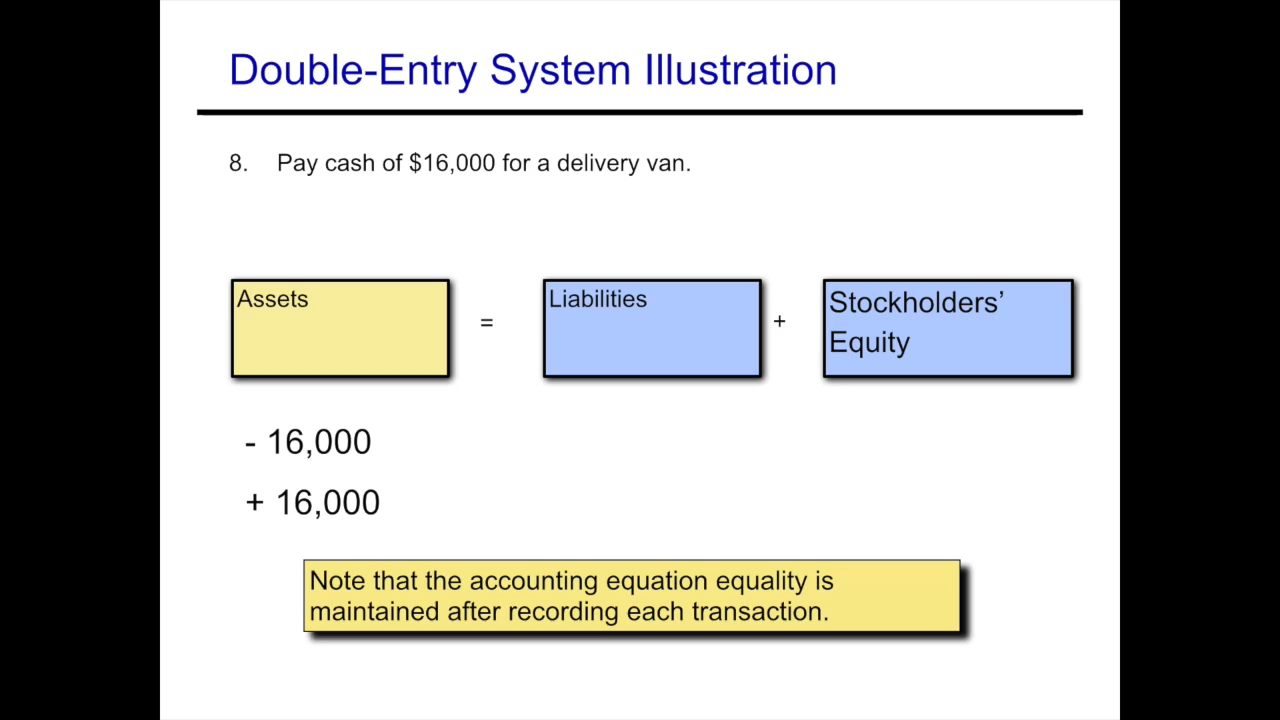 Double-Entry System Illustration
8. Pay cash of $16,000 for a delivery van.
Assets
=
Liabilities
+
Stockholders’
Equity
- 16,000
+ 16,000
Note that the accounting equation equality is
maintained after recording each transaction.